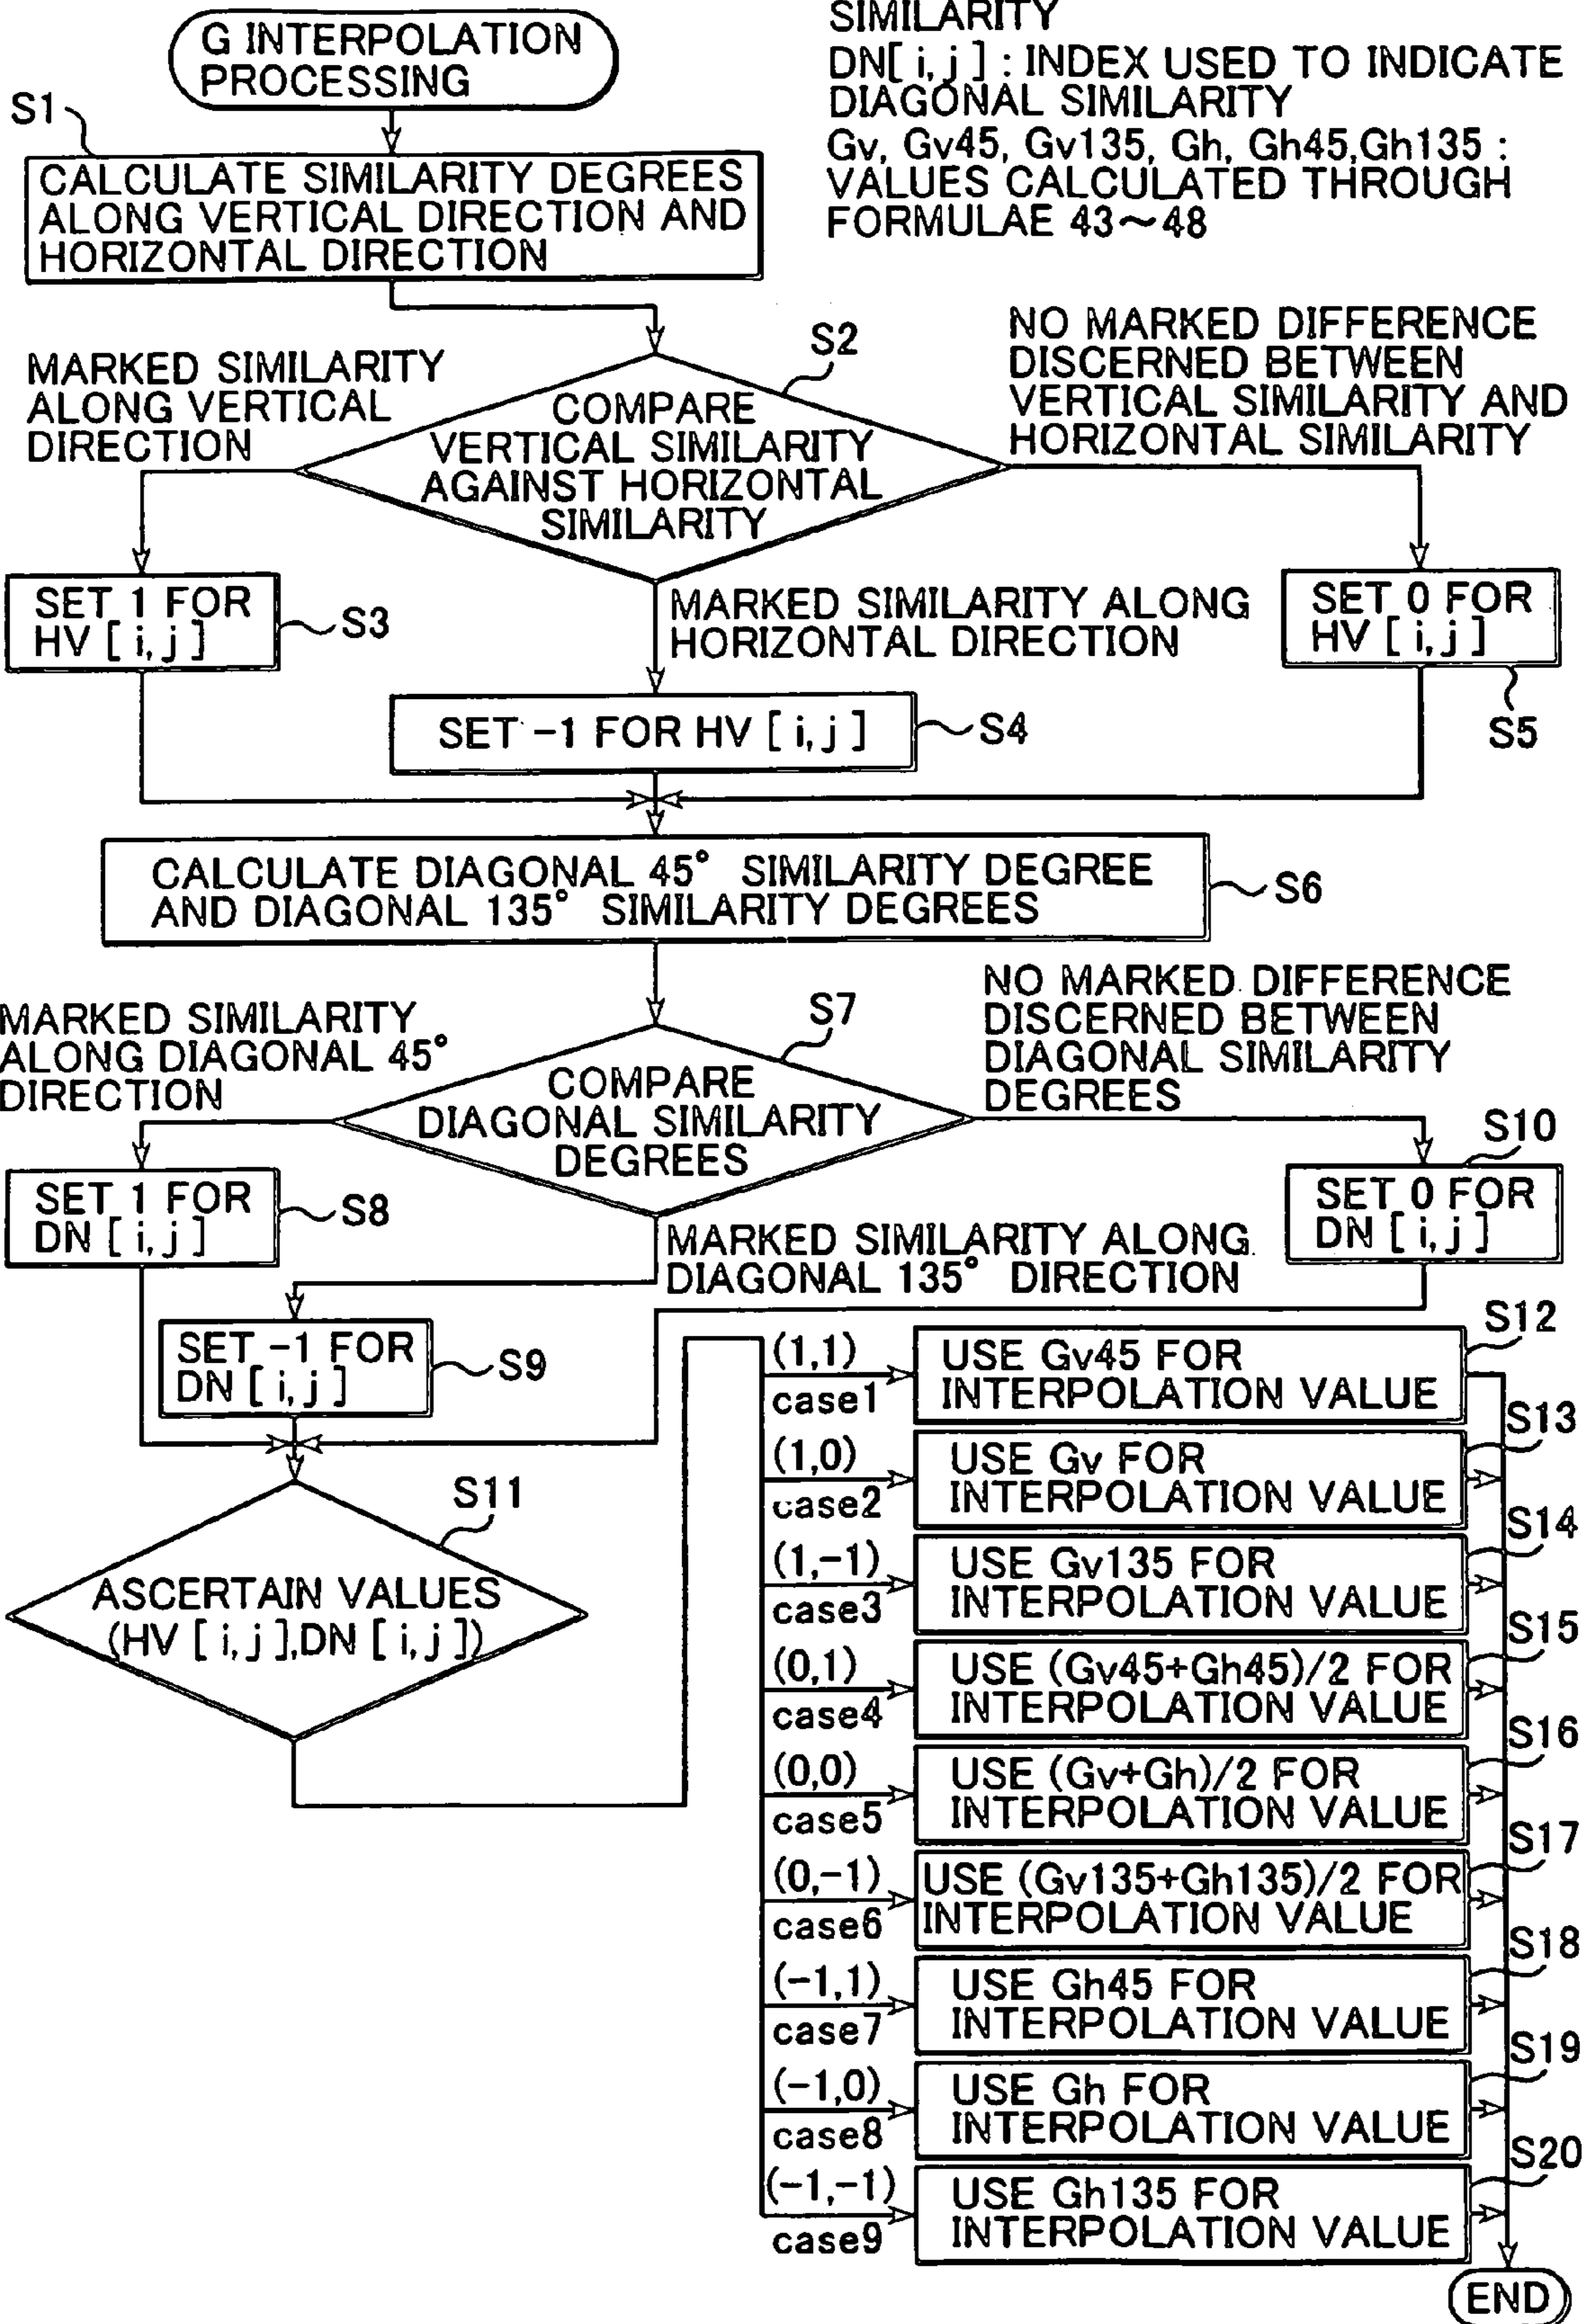 G INTERPOLATION
PROCESSING
SIMILARITY
DN[ i, j ] : INDEX USED TO INDICATE
DIAGONAL SIMILARITY
Gv, Gv45, Gv135, Gh, Gh45,Gh135 :
VALUES CALCULATED THROUGH
FORMULAE 43～48
S1
CALCULATE SIMILARITY DEGREES
ALONG VERTICAL DIRECTION AND
HORIZONTAL DIRECTION
S2
MARKED SIMILARITY
ALONG VERTICAL
DIRECTION
COMPARE
VERTICAL SIMILARITY
AGAINST HORIZONTAL
SIMILARITY
NO MARKED DIFFERENCE
DISCERNED BETWEEN
VERTICAL SIMILARITY AND
HORIZONTAL SIMILARITY
SET 1 FOR
HV [ i, j ]
S3
MARKED SIMILARITY ALONG
HORIZONTAL DIRECTION
SET 0 FOR
HV [ i, j ]
S5
SET -1 FOR HV [ i, j ]
S4
CALCULATE DIAGONAL 45° SIMILARITY DEGREE
AND DIAGONAL 135° SIMILARITY DEGREES
S6
MARKED SIMILARITY
ALONG DIAGONAL 45°
DIRECTION
S7
COMPARE
DIAGONAL SIMILARITY
DEGREES
NO MARKED DIFFERENCE
DISCERNED BETWEEN
DIAGONAL SIMILARITY
DEGREES
SET 1 FOR
DN [ i, j ]
S8
MARKED SIMILARITY ALONG
DIAGONAL 135° DIRECTION
S10
SET 0 FOR
DN [ i, j ]
SET -1 FOR
DN [ i, j ]
S9
S11
ASCERTAIN VALUES
(HV [ i, j ],DN [ i, j ])
(1,1)
case1
USE Gv45 FOR
INTERPOLATION VALUE
S12
(1,0)
case2
USE Gv FOR
INTERPOLATION VALUE
S13
(1,-1)
case3
USE Gv135 FOR
INTERPOLATION VALUE
S14
(0,1)
case4
USE (Gv45+Gh45)/2 FOR
INTERPOLATION VALUE
S15
(0,0)
case5
USE (Gv+Gh)/2 FOR
INTERPOLATION VALUE
S16
(0,-1)
case6
USE (Gv135+Gh135)/2 FOR
INTERPOLATION VALUE
S17
(-1,1)
case7
USE Gh45 FOR
INTERPOLATION VALUE
S18
(-1,0)
case8
USE Gh FOR
INTERPOLATION VALUE
S19
(-1,-1)
case9
USE Gh135 FOR
INTERPOLATION VALUE
S20
END